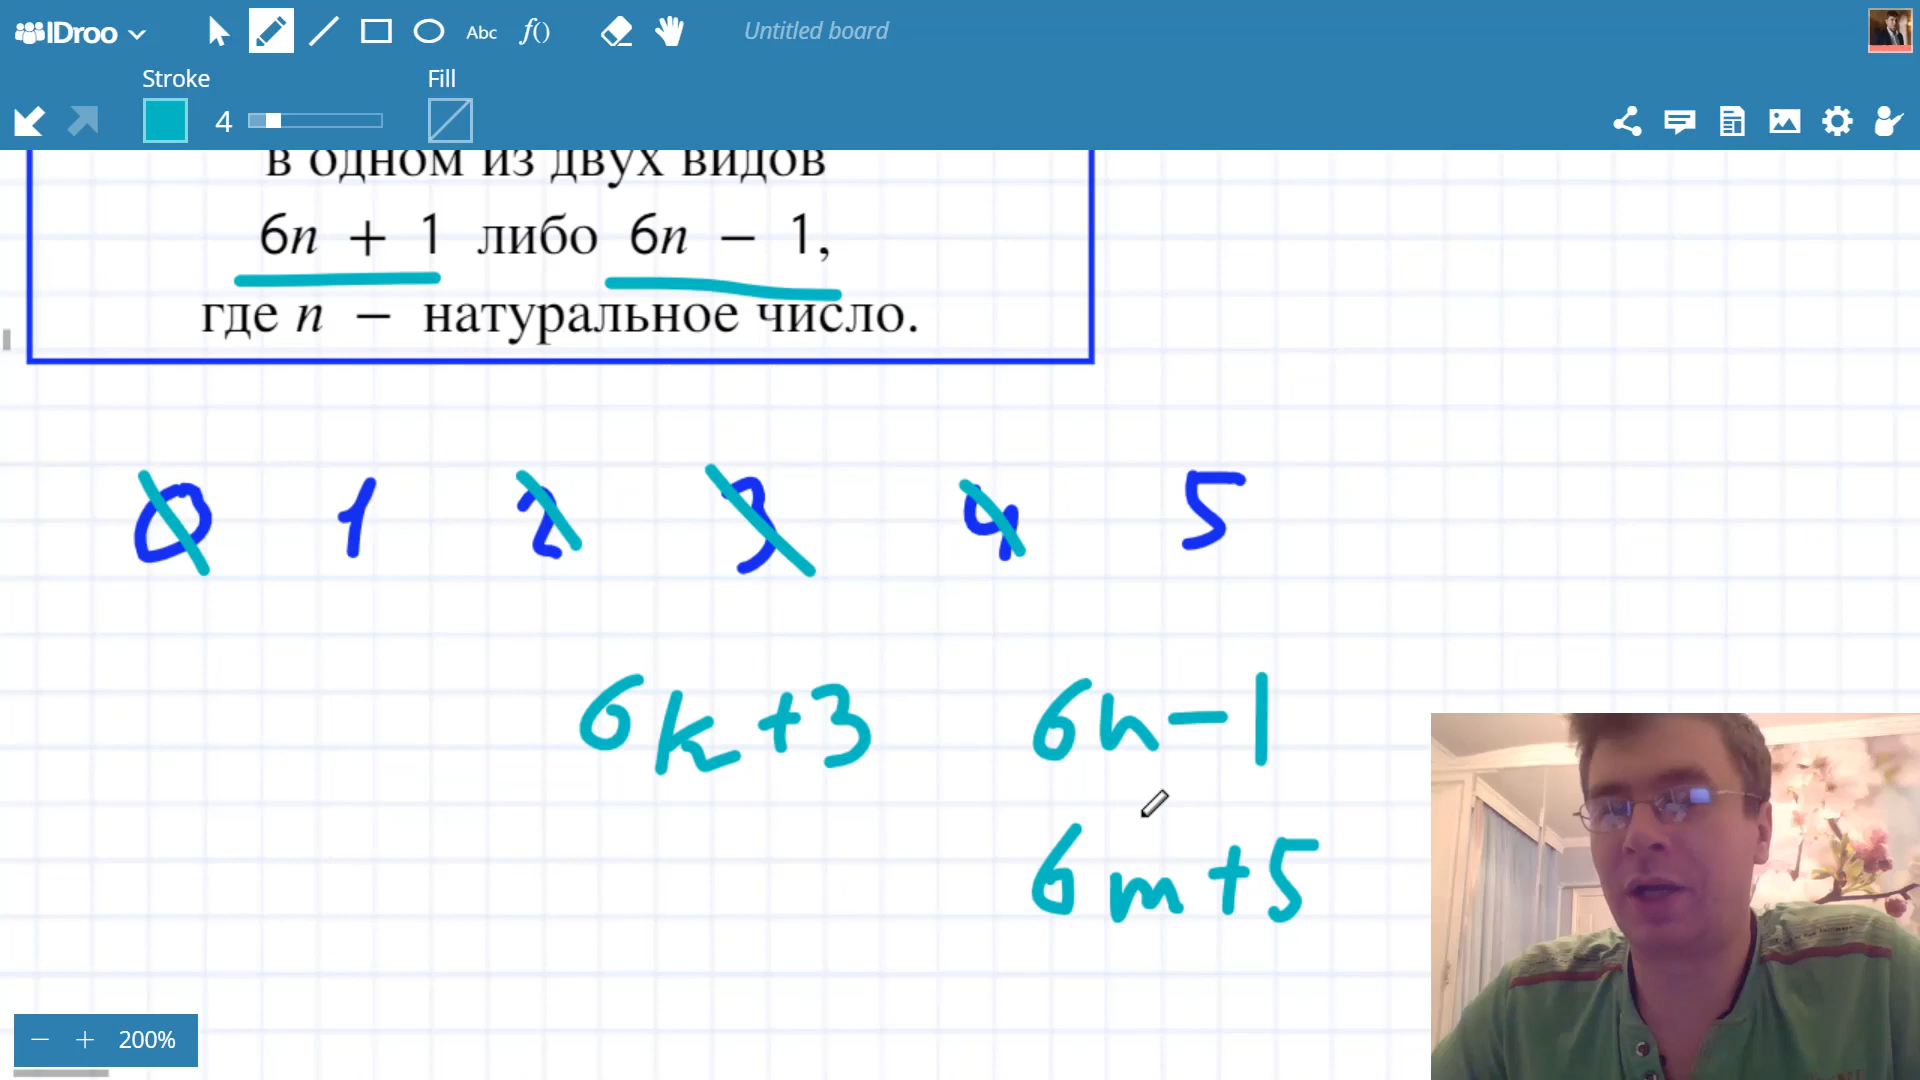 IDroo
Abc f() Untitled board
Stroke Fill
4
в одном из двух видов
6n + 1 либо 6n − 1,
где n − натуральное число.
0 1 2 3 4 5
6k+3 6n−1
6m+5
− + 200%